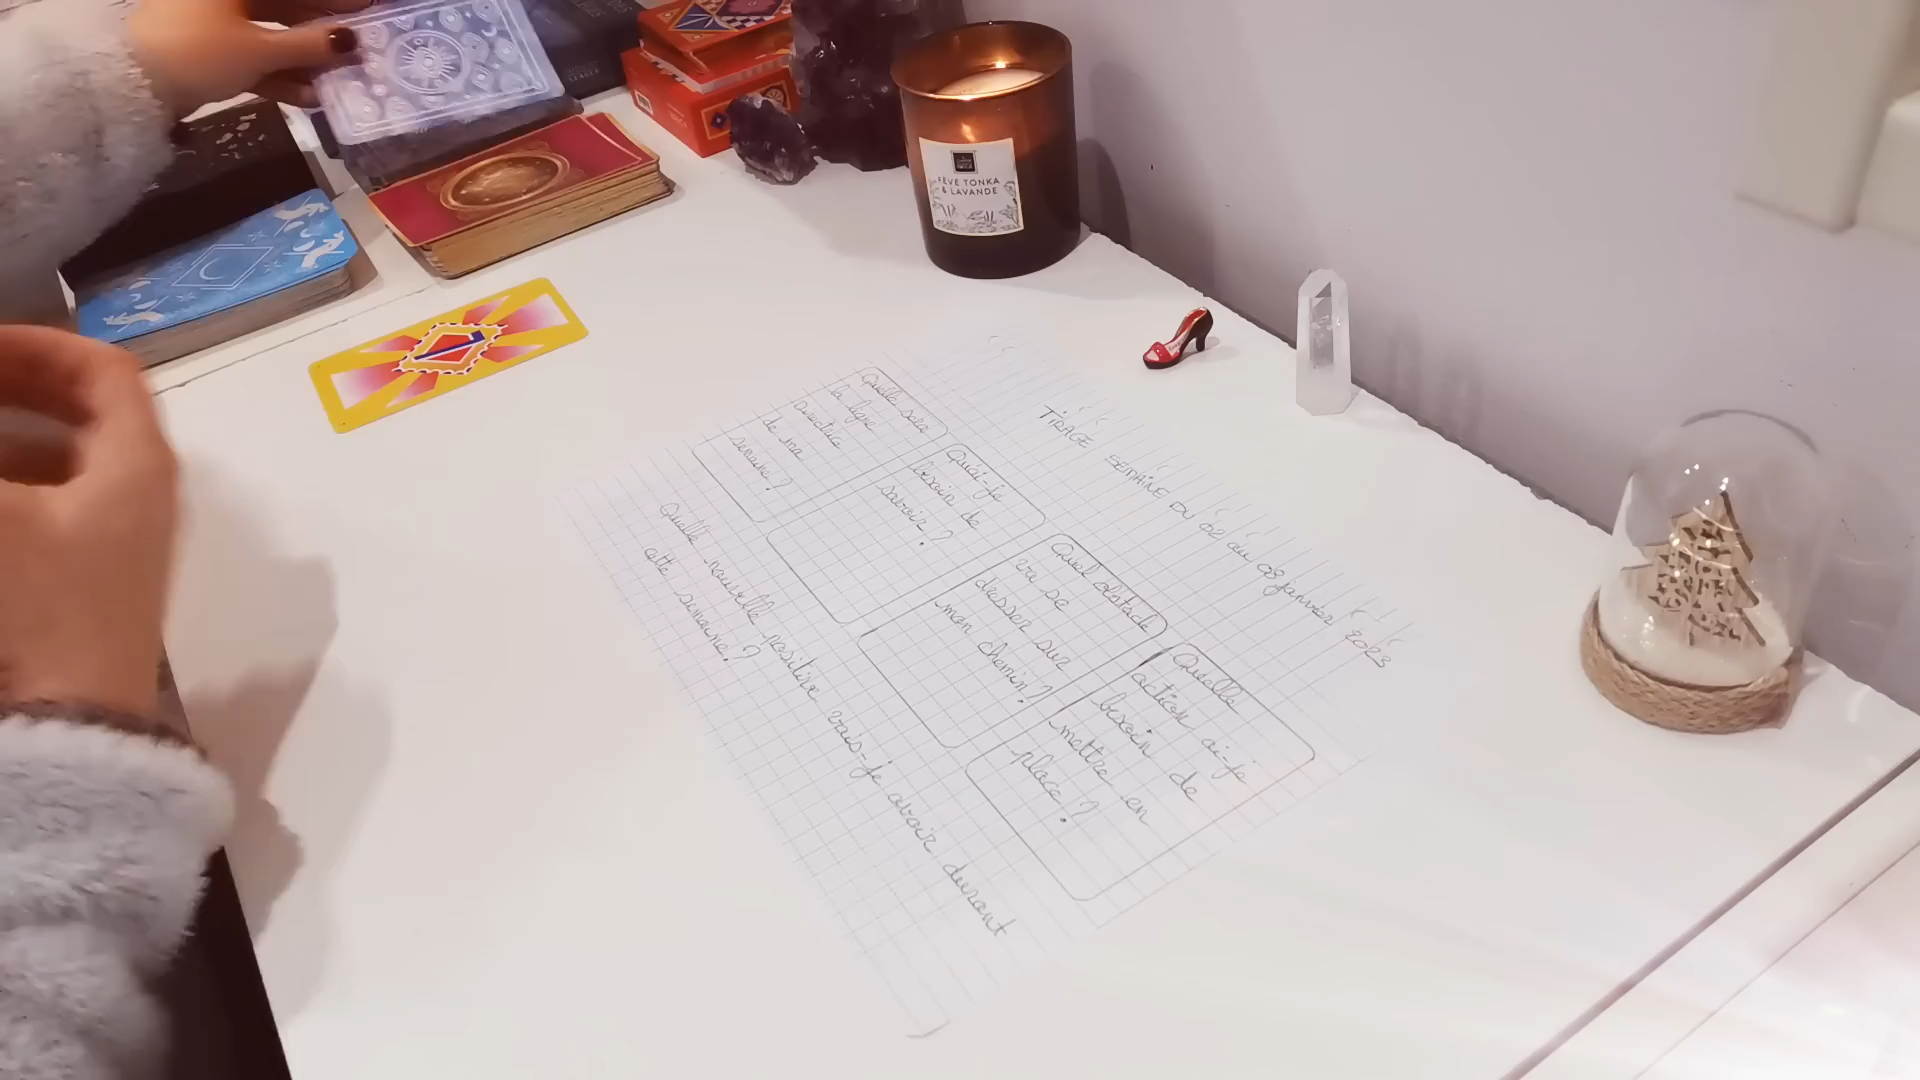 FÈVE TONKA
& LAVANDE
TIRAGE SEMAINE DU 02 au 08 janvier 2023
Quelle sera
la ligne
directrice
de ma
semaine ?
Quai-je
besoin de
savoir ?
Quel obstacle
va se
dresser sur
mon chemin ?
Quelle
action ai-je
besoin de
mettre en
place ?
Quelle nouvelle positive vais-je avoir durant
cette semaine ?